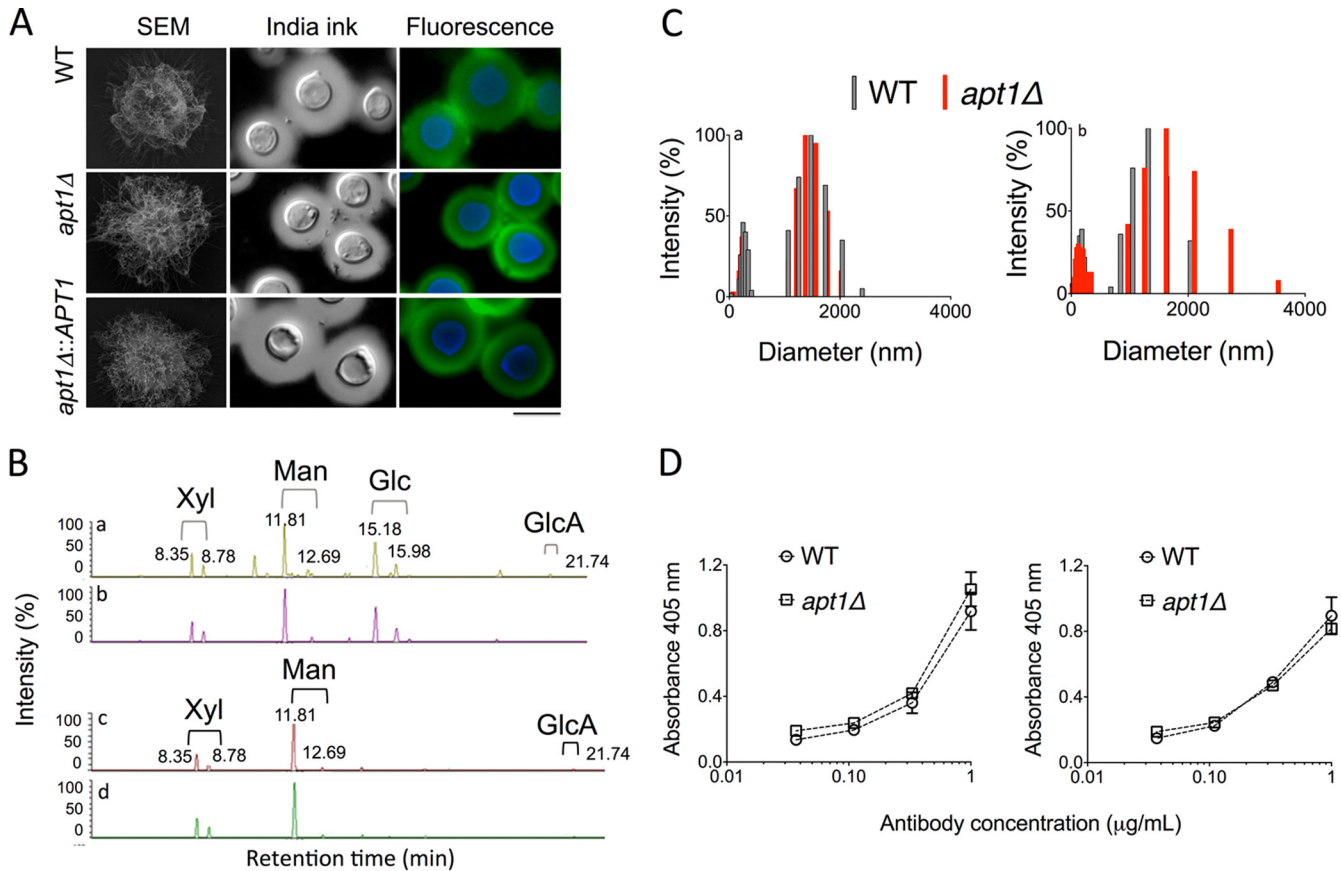 A
SEM
India ink
Fluorescence
WT
apt1Δ
apt1Δ::APT1
B
Intensity (%)
Xyl
Man
Glc
GlcA
a
100
50
0
8.35
8.78
11.81
12.69
15.18
15.98
21.74
b
100
50
0
Xyl
Man
GlcA
c
100
50
0
8.35
8.78
11.81
12.69
21.74
d
100
50
0
Retention time (min)
C
WT
apt1Δ
a
Intensity (%)
100
50
0
0
2000
4000
Diameter (nm)
b
Intensity (%)
100
50
0
0
2000
4000
Diameter (nm)
D
WT
apt1Δ
Absorbance 405 nm
1.2
0.8
0.4
0.0
0.01
0.10
1
WT
apt1Δ
Absorbance 405 nm
1.2
0.8
0.4
0.0
0.01
0.10
1
Antibody concentration (μg/mL)